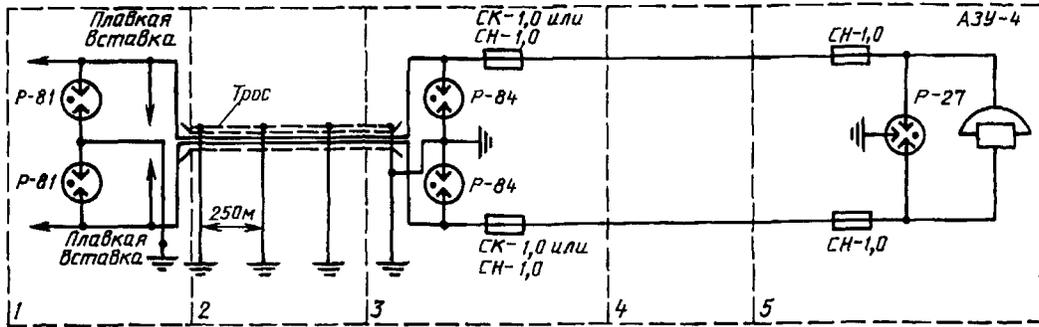 Плавкая
вставка
СК-1,0 или
СН-1,0
СН-1,0
АЗУ-4
Р-81
Трос
Р-84
Р-27
Р-81
Р-84
250м
Плавкая
вставка
СК-1,0 или
СН-1,0
СН-1,0
1 2 3 4 5